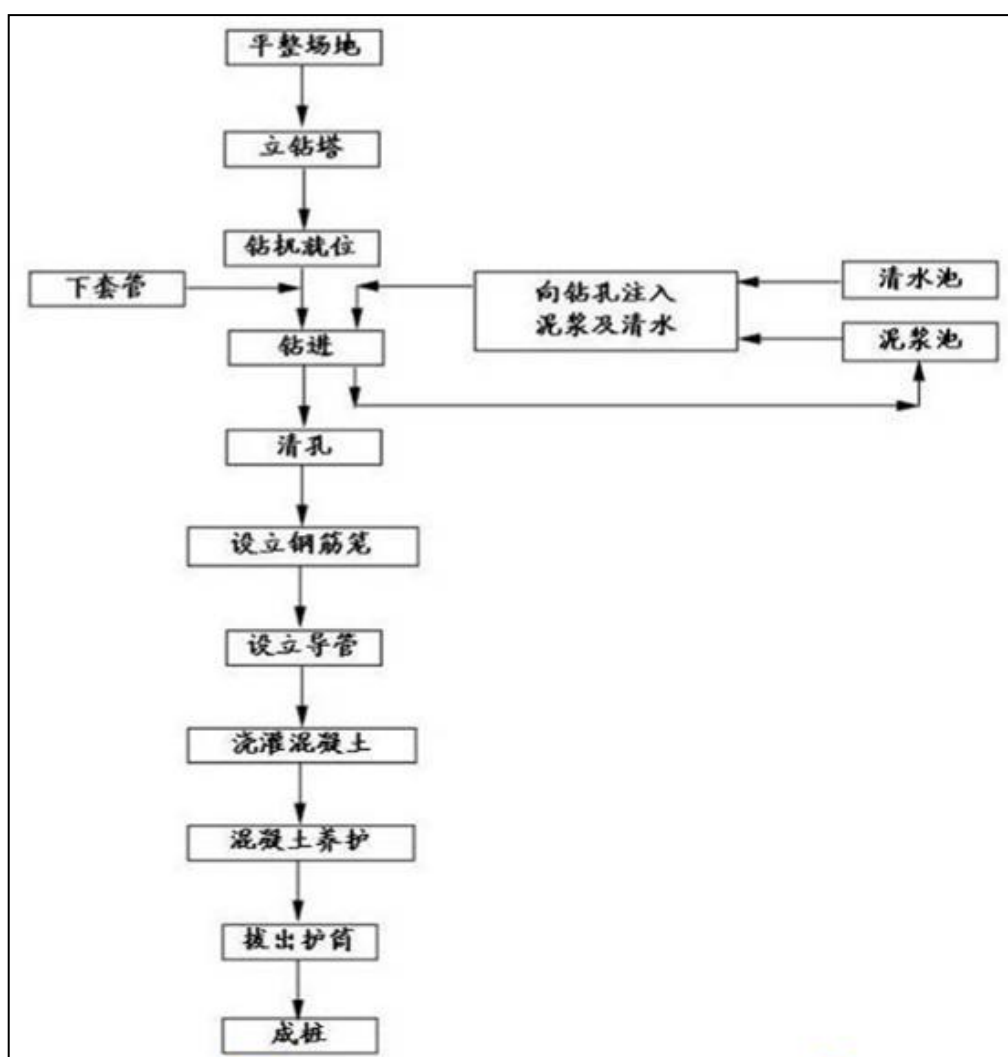 平整场地
立钻塔
钻机就位
下套管
向钻孔注入
泥浆及清水
清水池
泥浆池
钻进
清孔
设立钢筋笼
设立导管
浇灌混凝土
混凝土养护
拔出护筒
成桩